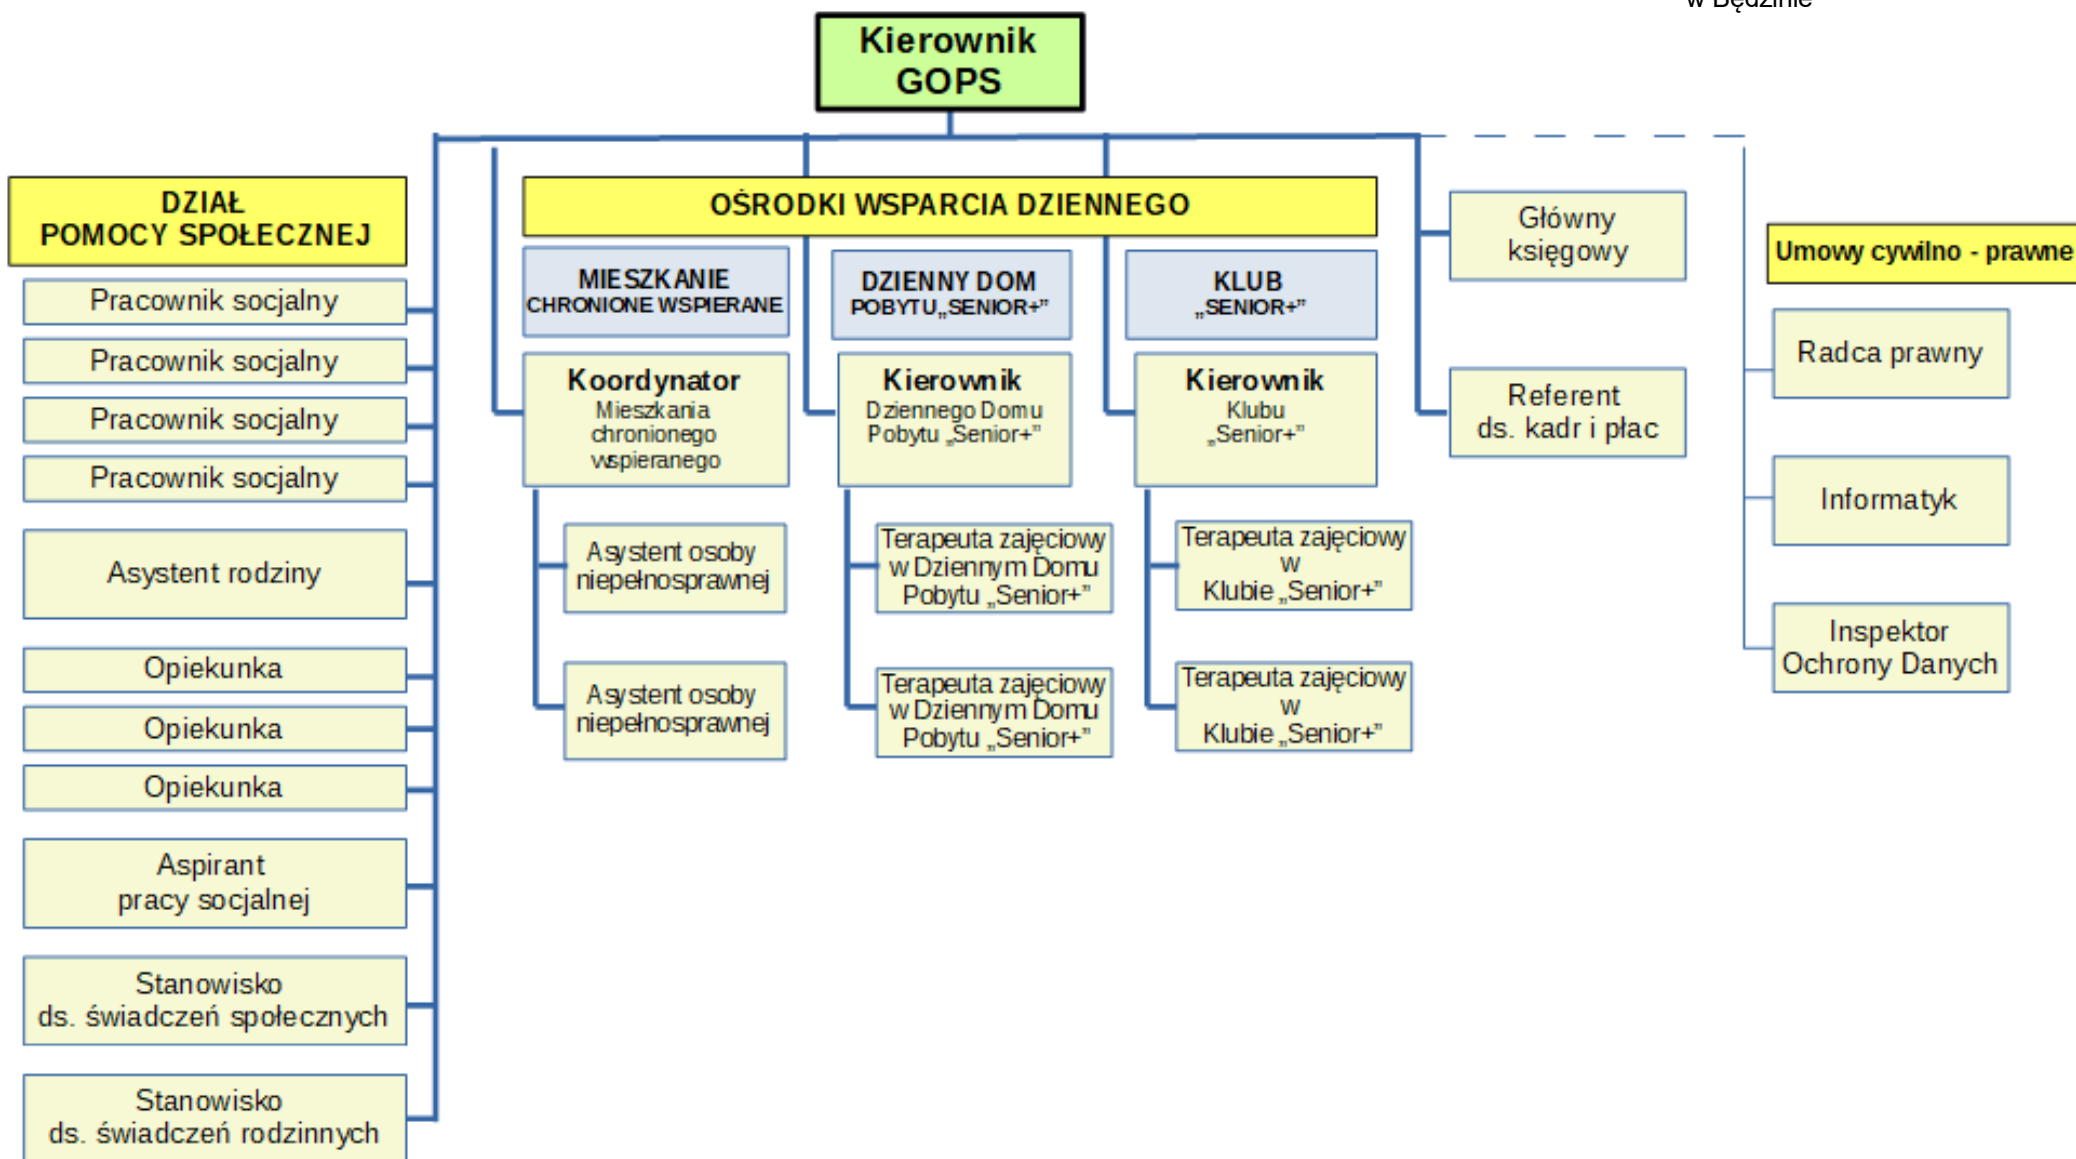 w Będzinie
Kierownik
GOPS
DZIAŁ
POMOCY SPOŁECZNEJ
Pracownik socjalny
Pracownik socjalny
Pracownik socjalny
Pracownik socjalny
Asystent rodziny
Opiekunka
Opiekunka
Opiekunka
Aspirant
pracy socjalnej
Stanowisko
ds. świadczeń społecznych
Stanowisko
ds. świadczeń rodzinnych
OŚRODKI WSPARCIA DZIENNEGO
MIESZKANIE
CHRONIONE WSPIERANE
Koordynator
Mieszkania
chronionego
wspieranego
Asystent osoby
niepełnosprawnej
Asystent osoby
niepełnosprawnej
DZIENNY DOM
POBYTU„SENIOR+”
Kierownik
Dziennego Domu
Pobytu „Senior+”
Terapeuta zajęciowy
w Dziennym Domu
Pobytu „Senior+”
Terapeuta zajęciowy
w Dziennym Domu
Pobytu „Senior+”
KLUB
„SENIOR+”
Kierownik
Klubu
„Senior+”
Terapeuta zajęciowy
w
Klubie „Senior+”
Terapeuta zajęciowy
w
Klubie „Senior+”
Główny
księgowy
Referent
ds. kadr i płac
Umowy cywilno - prawne
Radca prawny
Informatyk
Inspektor
Ochrony Danych